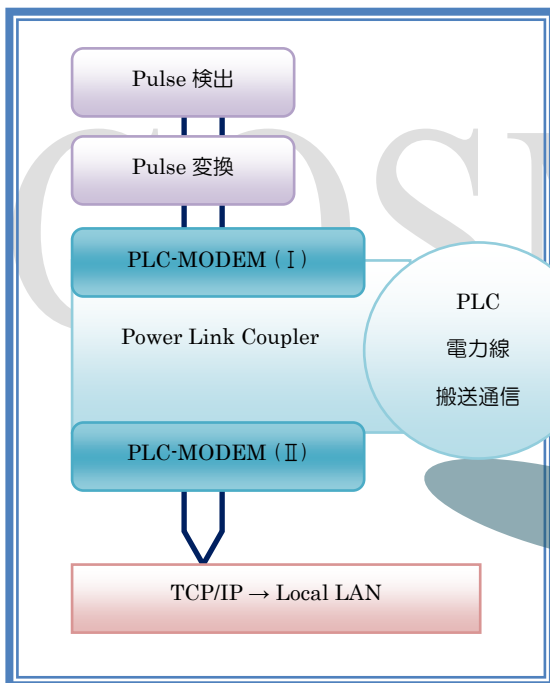 Pulse 検出
Pulse 変換
PLC-MODEM (Ⅰ)
Power Link Coupler
PLC
電力線
搬送通信
PLC-MODEM (Ⅱ)
TCP/IP → Local LAN